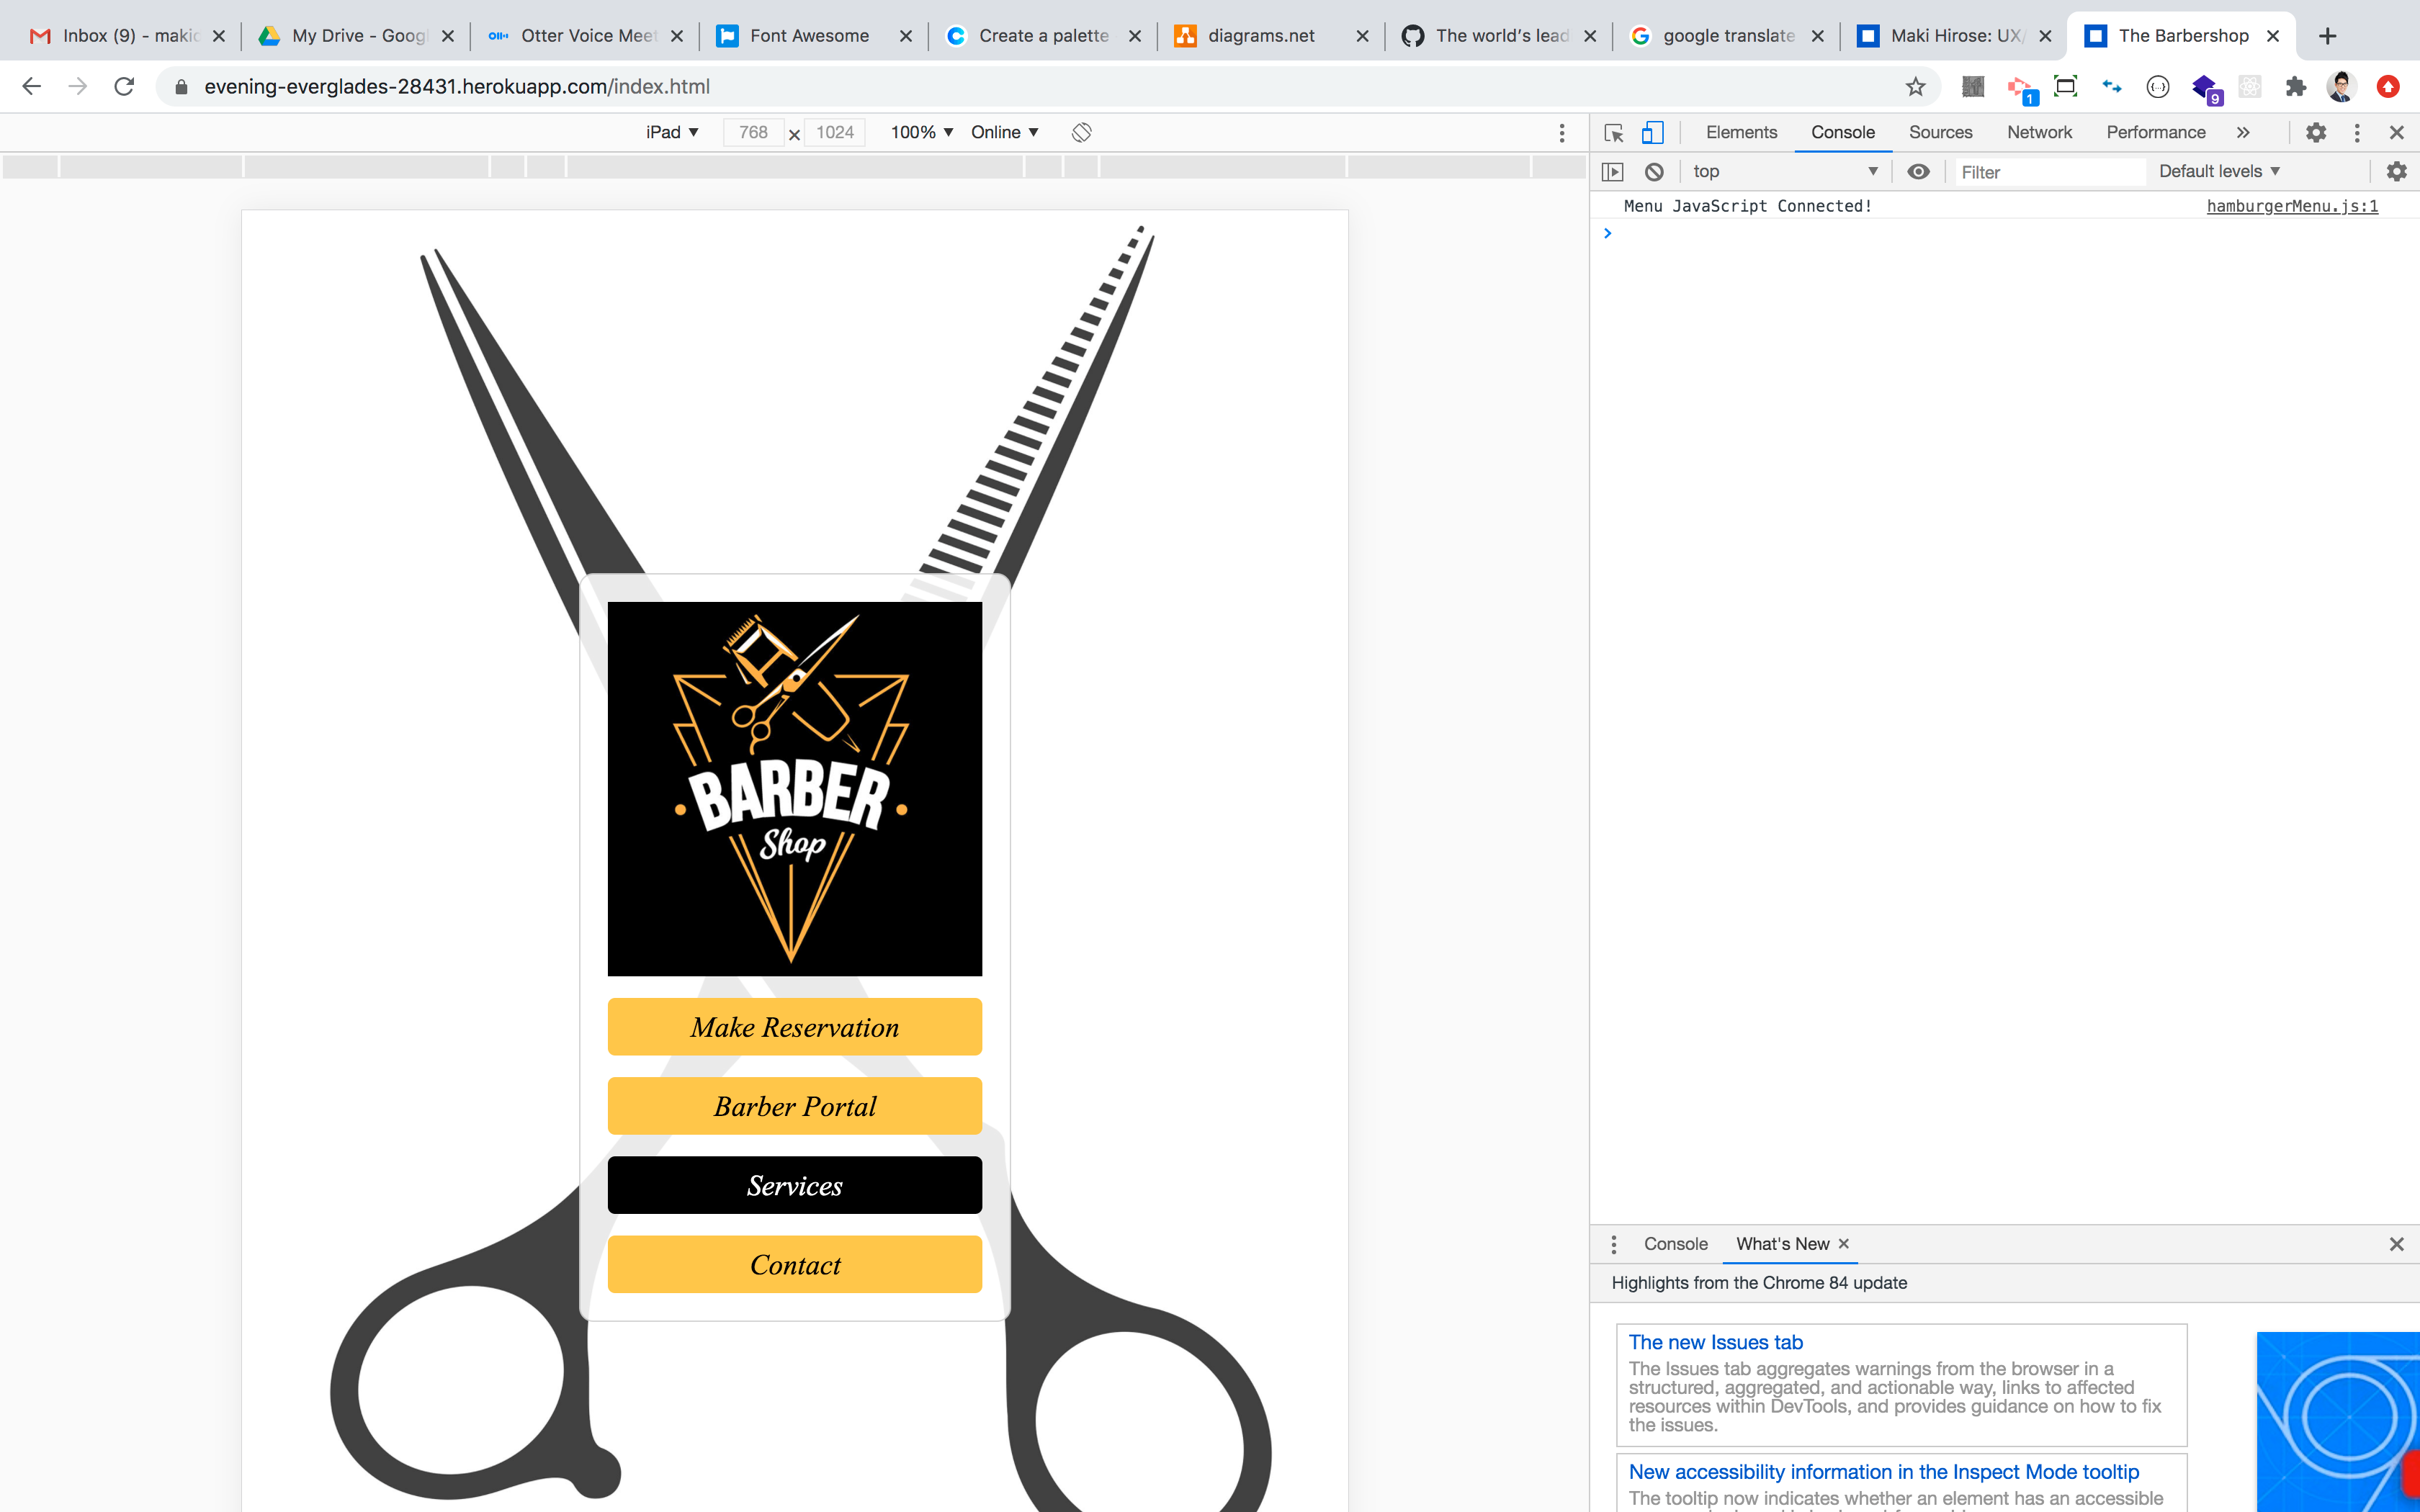 Inbox (9) - makic
My Drive - Googl
Otter Voice Meet
Font Awesome
Create a palette
diagrams.net
The world's lead
google translate
Maki Hirose: UX/
The Barbershop
evening-everglades-28431.herokuapp.com/index.html
1
9
iPad ▼ 768 × 1024 100% ▼ Online ▼
Elements Console Sources Network Performance »
top ▼ Filter Default levels ▼
Menu JavaScript Connected! hamburgerMenu.js:1
BARBER
Shop
Make Reservation
Barber Portal
Services
Contact
Console What's New
Highlights from the Chrome 84 update
The new Issues tab
The Issues tab aggregates warnings from the browser in a
structured, aggregated, and actionable way, links to affected
resources within DevTools, and provides guidance on how to fix
the issues.
New accessibility information in the Inspect Mode tooltip
The tooltip now indicates whether an element has an accessible